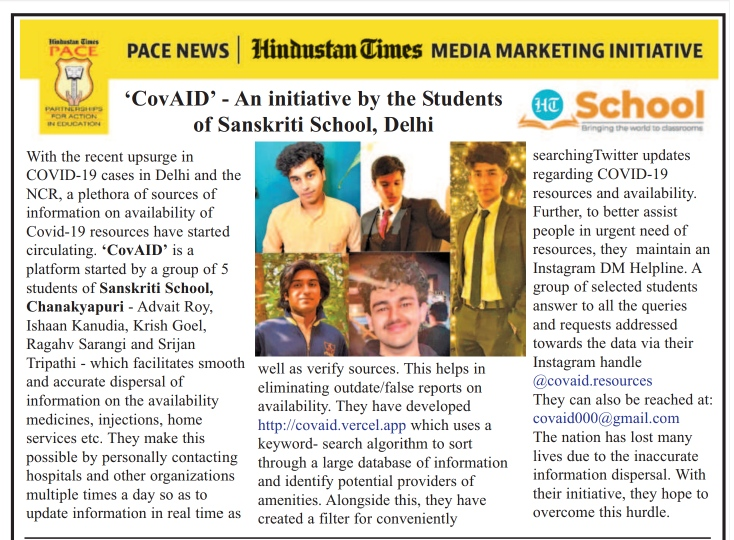 Hindustan Times
PACE
PARTNERSHIPS
FOR ACTION
IN EDUCATION
PACE NEWS | Hindustan Times MEDIA MARKETING INITIATIVE
‘CovAID’ - An initiative by the Students
of Sanskriti School, Delhi
HT School
Bringing the world to classrooms
With the recent upsurge in
COVID-19 cases in Delhi and the
NCR, a plethora of sources of
information on availability of
Covid-19 resources have started
circulating. ‘CovAID’ is a
platform started by a group of 5
students of Sanskriti School,
Chanakyapuri - Advait Roy,
Ishaan Kanudia, Krish Goel,
Ragahv Sarangi and Srijan
Tripathi - which facilitates smooth
and accurate dispersal of
information on the availability
medicines, injections, home
services etc. They make this
possible by personally contacting
hospitals and other organizations
multiple times a day so as to
update information in real time as
well as verify sources. This helps in
eliminating outdate/false reports on
availability. They have developed
http://covaid.vercel.app which uses a
keyword- search algorithm to sort
through a large database of information
and identify potential providers of
amenities. Alongside this, they have
created a filter for conveniently
searchingTwitter updates
regarding COVID-19
resources and availability.
Further, to better assist
people in urgent need of
resources, they maintain an
Instagram DM Helpline. A
group of selected students
answer to all the queries
and requests addressed
towards the data via their
Instagram handle
@covaid.resources
They can also be reached at:
covaid000@gmail.com
The nation has lost many
lives due to the inaccurate
information dispersal. With
their initiative, they hope to
overcome this hurdle.